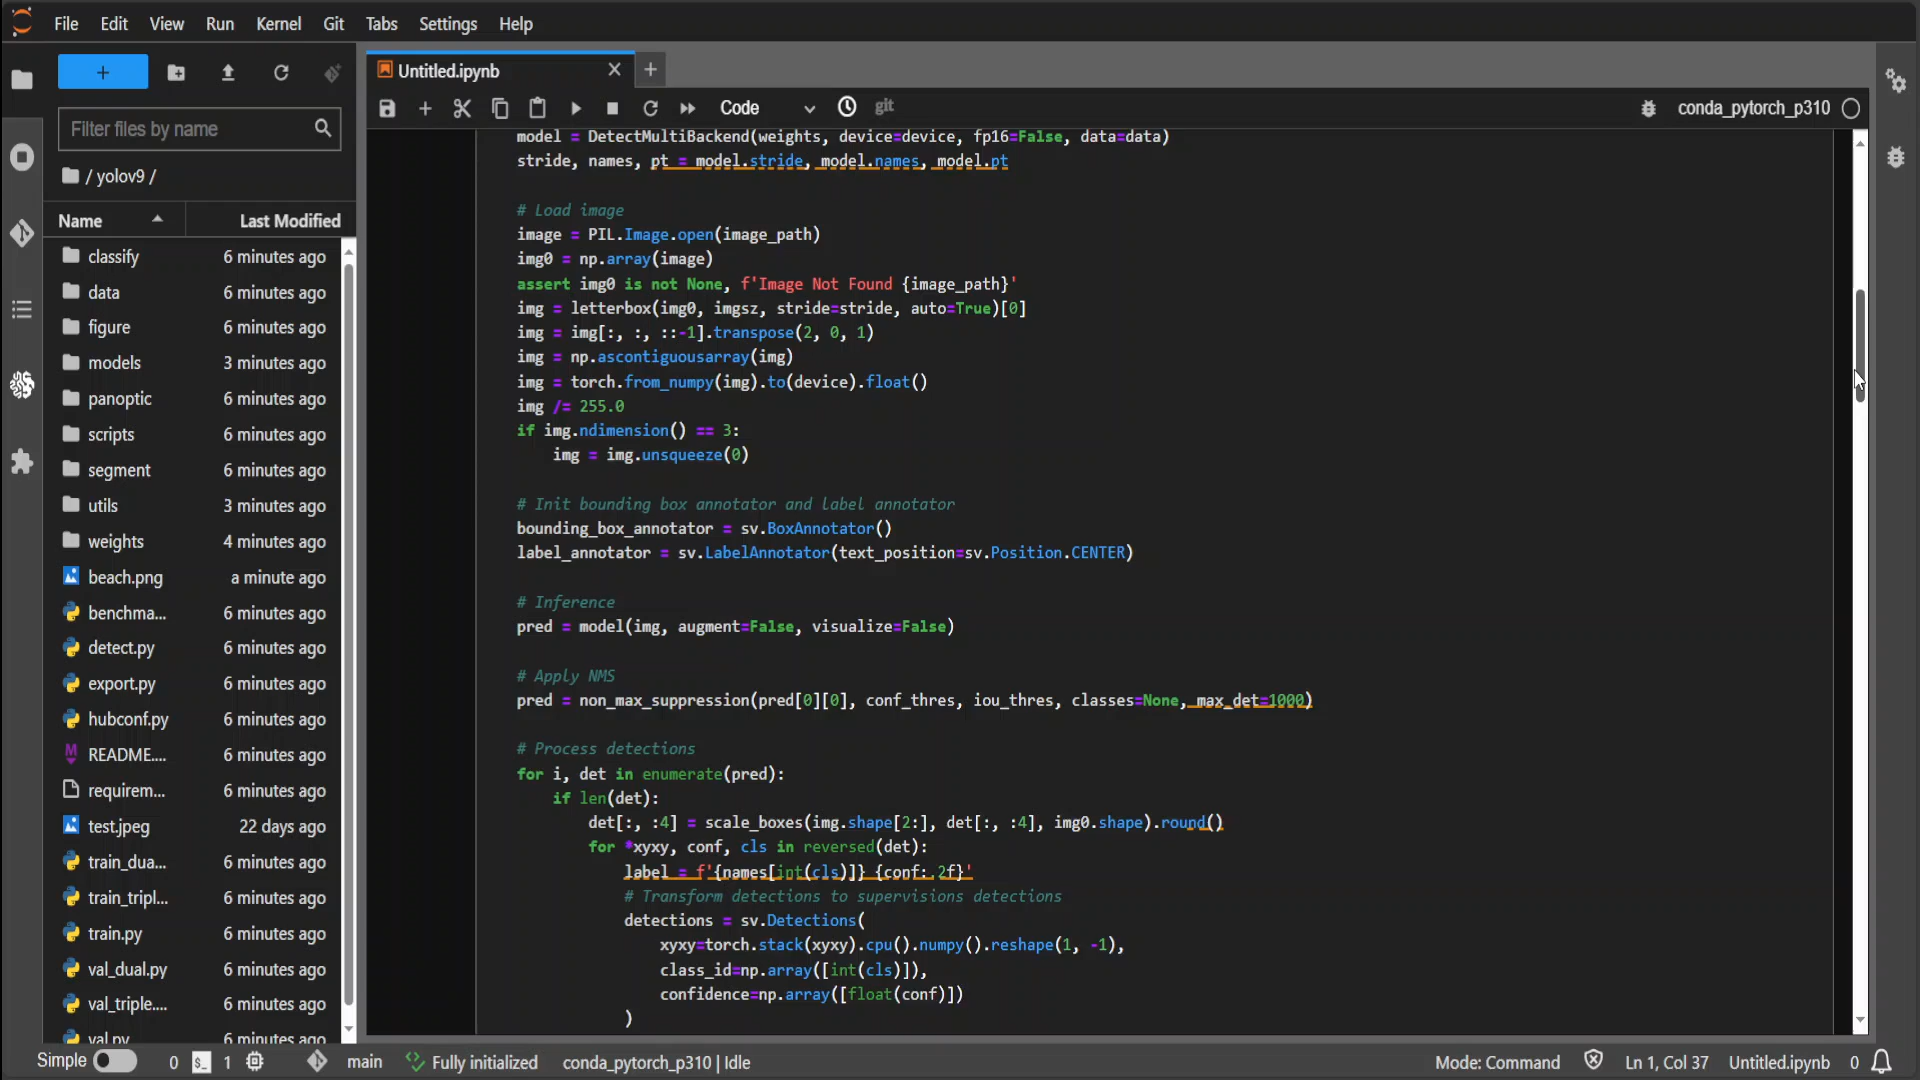 File Edit View Run Kernel Git Tabs Settings Help
Untitled.ipynb
Code
git
conda_pytorch_p310
Filter files by name
/ yolov9 /
Name Last Modified
classify 6 minutes ago
data 6 minutes ago
figure 6 minutes ago
models 3 minutes ago
panoptic 6 minutes ago
scripts 6 minutes ago
segment 6 minutes ago
utils 3 minutes ago
weights 4 minutes ago
beach.png a minute ago
benchma... 6 minutes ago
detect.py 6 minutes ago
export.py 6 minutes ago
hubconf.py 6 minutes ago
README.... 6 minutes ago
requirem... 6 minutes ago
test.jpeg 22 days ago
train_dua... 6 minutes ago
train_tripl... 6 minutes ago
train.py 6 minutes ago
val_dual.py 6 minutes ago
val_triple.... 6 minutes ago
val.py 6 minutes ago
model = DetectMultiBackend(weights, device=device, fp16=False, data=data)
stride, names, pt = model.stride, model.names, model.pt
# Load image
image = PIL.Image.open(image_path)
img0 = np.array(image)
assert img0 is not None, f'Image Not Found {image_path}'
img = letterbox(img0, imgsz, stride=stride, auto=True)[0]
img = img[:, :, ::-1].transpose(2, 0, 1)
img = np.ascontiguousarray(img)
img = torch.from_numpy(img).to(device).float()
img /= 255.0
if img.ndimension() == 3:
img = img.unsqueeze(0)
# Init bounding box annotator and label annotator
bounding_box_annotator = sv.BoxAnnotator()
label_annotator = sv.LabelAnnotator(text_position=sv.Position.CENTER)
# Inference
pred = model(img, augment=False, visualize=False)
# Apply NMS
pred = non_max_suppression(pred[0][0], conf_thres, iou_thres, classes=None, max_det=1000)
# Process detections
for i, det in enumerate(pred):
if len(det):
det[:, :4] = scale_boxes(img.shape[2:], det[:, :4], img0.shape).round()
for *xyxy, conf, cls in reversed(det):
label = f'{names[int(cls)]} {conf:.2f}'
# Transform detections to supervisions detections
detections = sv.Detections(
xyxy=torch.stack(xyxy).cpu().numpy().reshape(1, -1),
class_id=np.array([int(cls)]),
confidence=np.array([float(conf)])
)
Simple 0 1 main Fully initialized conda_pytorch_p310 | Idle Mode: Command Ln 1, Col 37 Untitled.ipynb 0